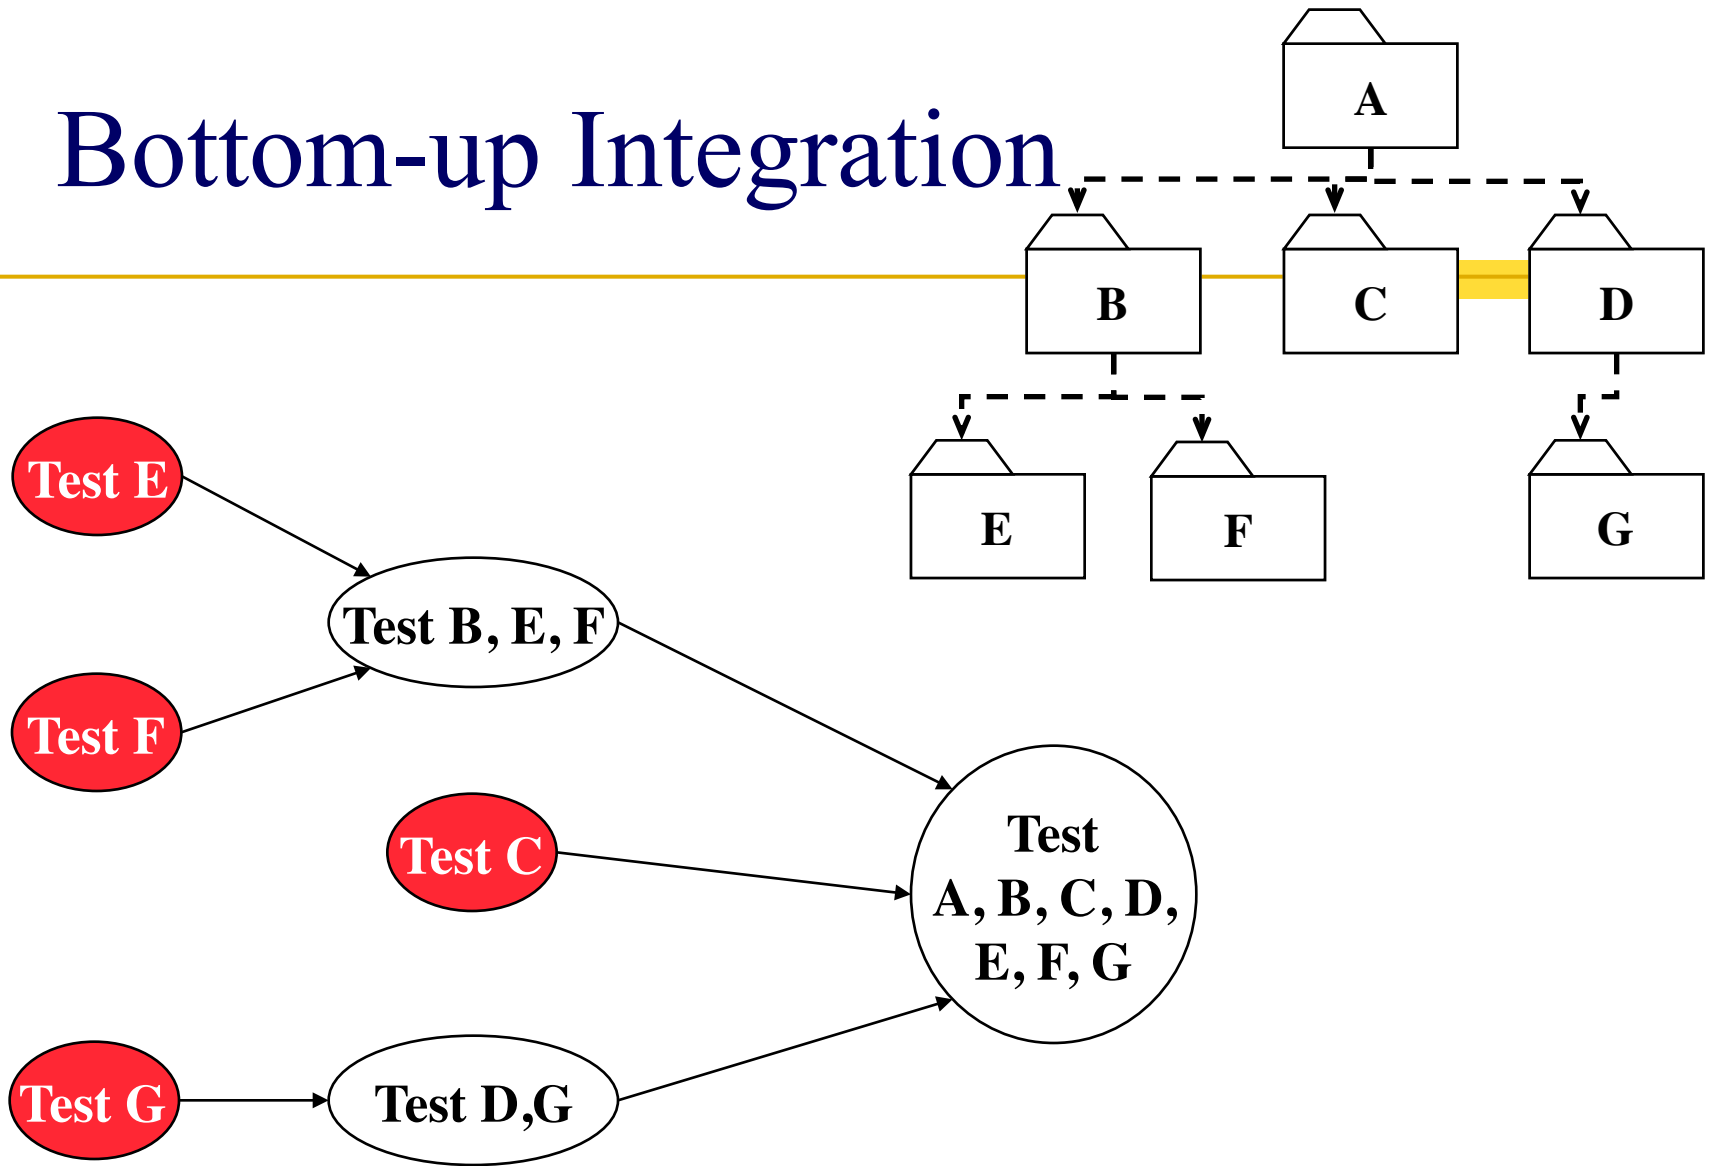 Bottom-up Integration
A
B
C
D
E
F
G
Test E
Test B, E, F
Test F
Test C
Test
A, B, C, D,
E, F, G
Test G
Test D,G